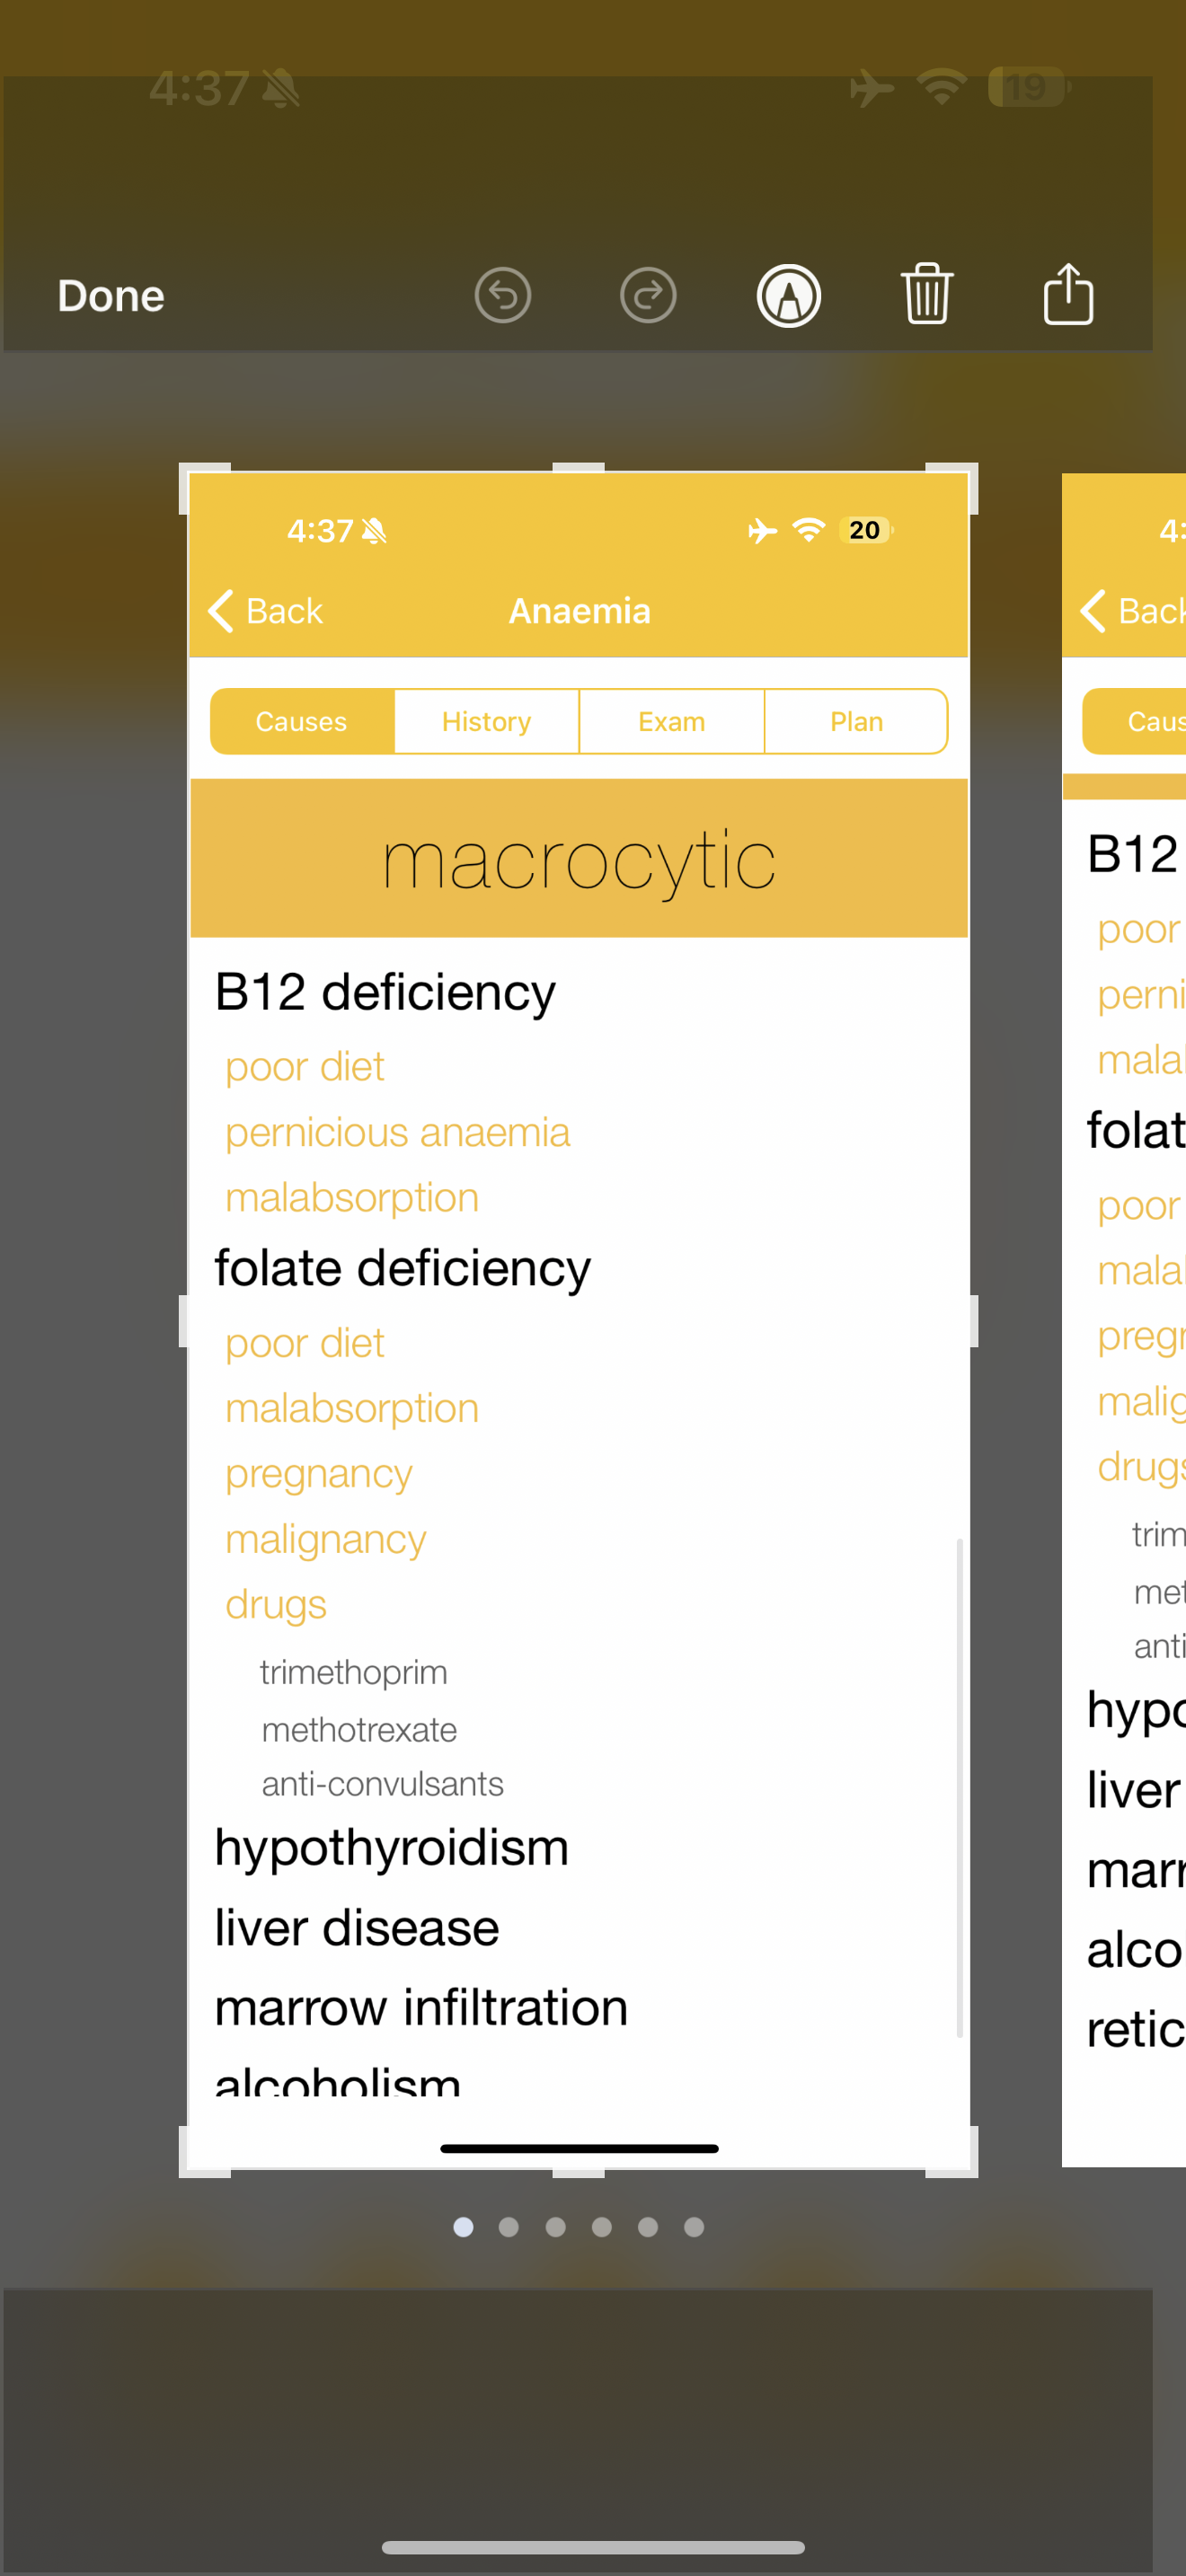 4:37 19
Done
4:37 20
Back Anaemia
Causes History Exam Plan
macrocytic
B12 deficiency
poor diet
pernicious anaemia
malabsorption
folate deficiency
poor diet
malabsorption
pregnancy
malignancy
drugs
trimethoprim
methotrexate
anti-convulsants
hypothyroidism
liver disease
marrow infiltration
alcoholism
4:
Back
Caus
B12
poor
perni
malal
folat
poor
malal
pregn
malig
drugs
trim
met
anti
hypo
liver
marr
alco
retic